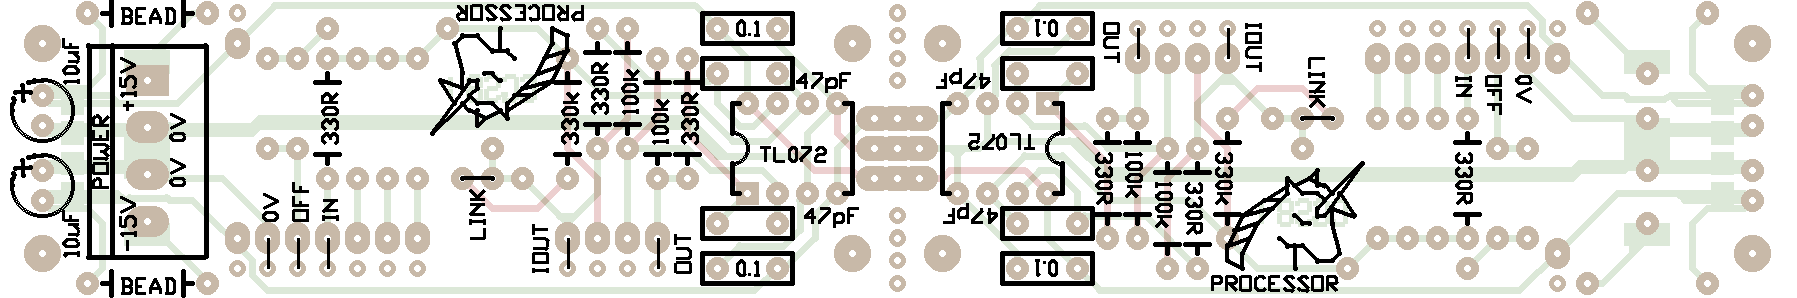 BEAD
10uF
POWER
+15V
0V
0V
-15V
10uF
BEAD
0V
OFF
IN
330R
PROCESSOR
LINK
IOUT
330k
330R
100k
100k
330R
OUT
0.1
47pF
TL072
47pF
0.1
0.1
47pF
TL072
47pF
0.1
OUT
IOUT
330R
100k
100k
330R
330k
LINK
PROCESSOR
IN
OFF
0V
330R